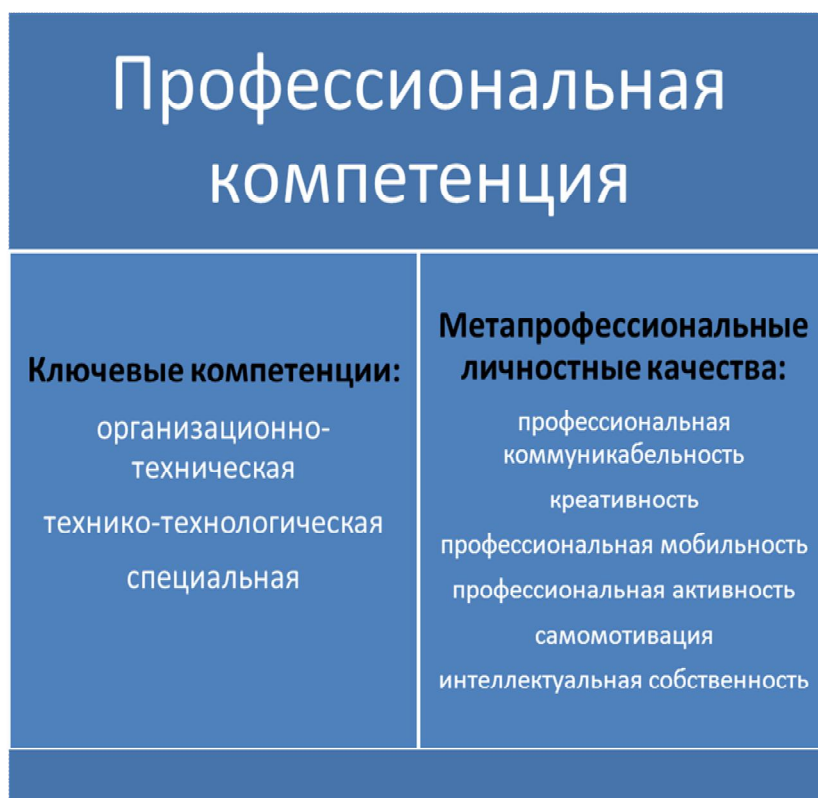 Профессиональная
компетенция
Ключевые компетенции:
организационно-
техническая
технико-технологическая
специальная
Метапрофессиональные
личностные качества:
профессиональная
коммуникабельность
креативность
профессиональная мобильность
профессиональная активность
самомотивация
интеллектуальная собственность